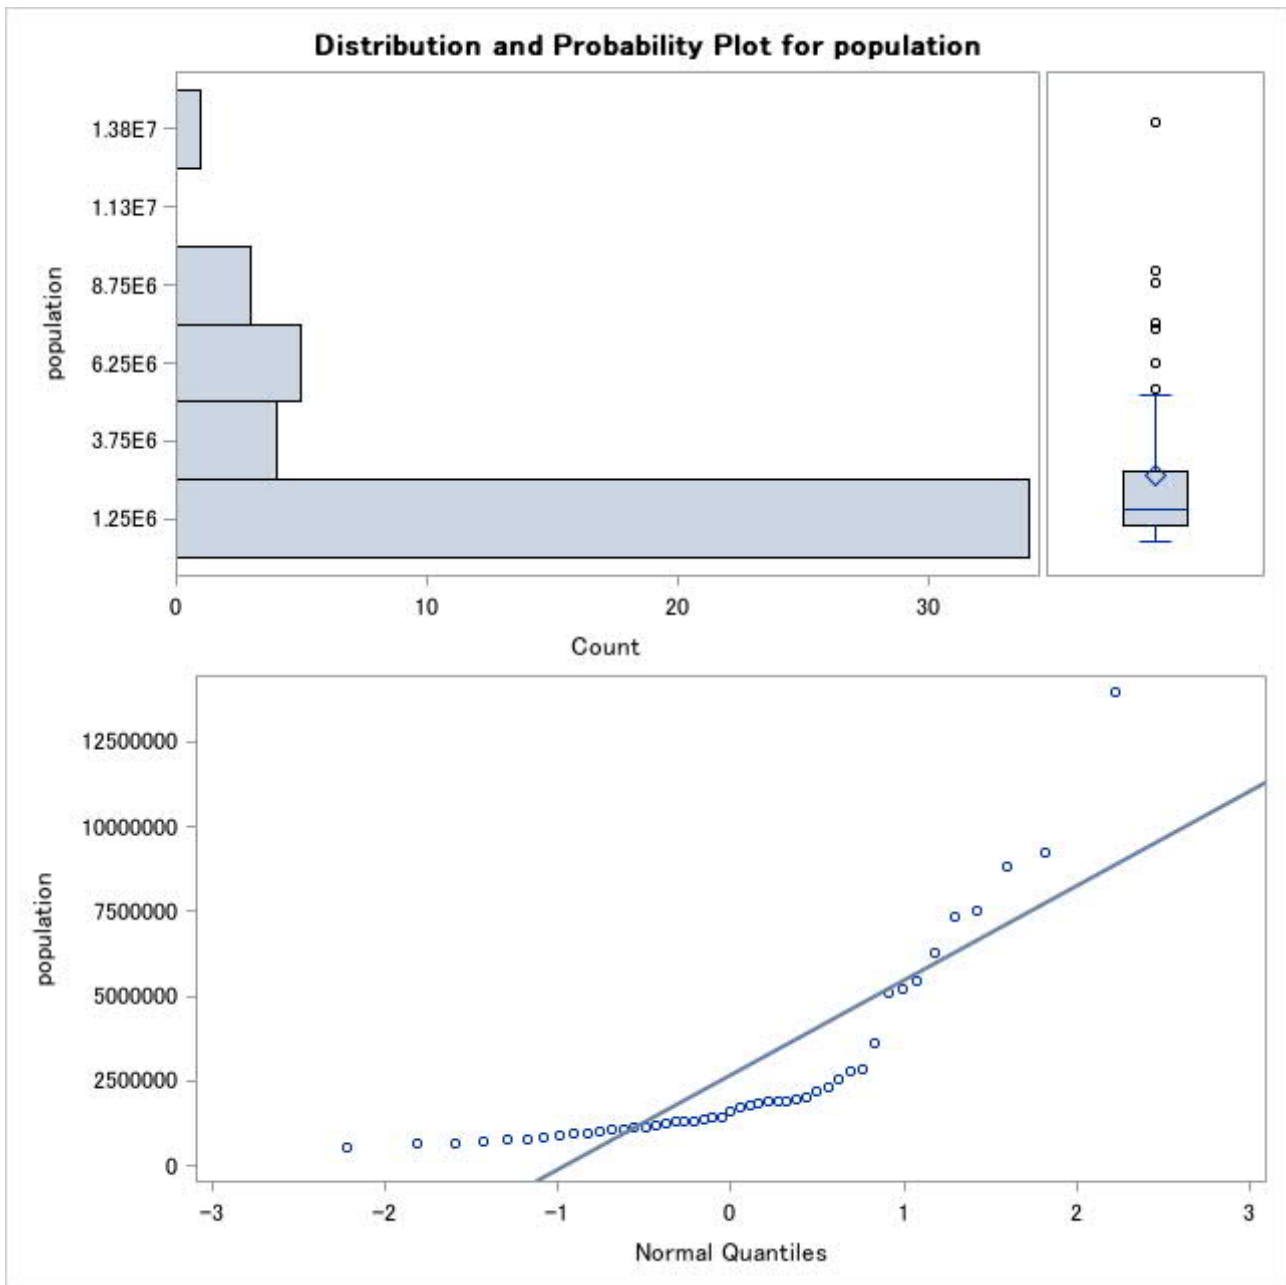 Distribution and Probability Plot for population
population
1.38E7
1.13E7
8.75E6
6.25E6
3.75E6
1.25E6
0 10 20 30
Count
population
12500000
10000000
7500000
5000000
2500000
0
−3 −2 −1 0 1 2 3
Normal Quantiles